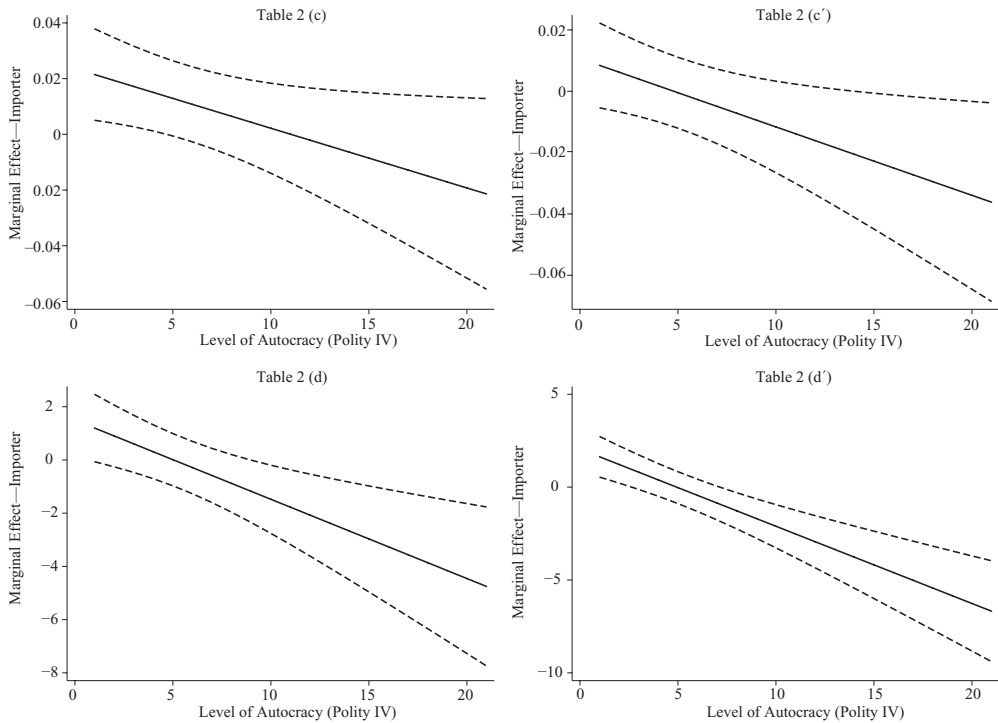 Table 2 (c)
0.04
0.02
0
0.02
–0.04
–0.06
Marginal Effect—Importer
0 5 10 15 20
Level of Autocracy (Polity IV)
Table 2 (c´)
0.02
0
–0.02
–0.04
–0.06
Marginal Effect—Importer
0 5 10 15 20
Level of Autocracy (Polity IV)
Table 2 (d)
2
0
−2
−4
−6
−8
Marginal Effect—Importer
0 5 10 15 20
Level of Autocracy (Polity IV)
Table 2 (d´)
5
0
−5
−10
Marginal Effect—Importer
0 5 10 15 20
Level of Autocracy (Polity IV)